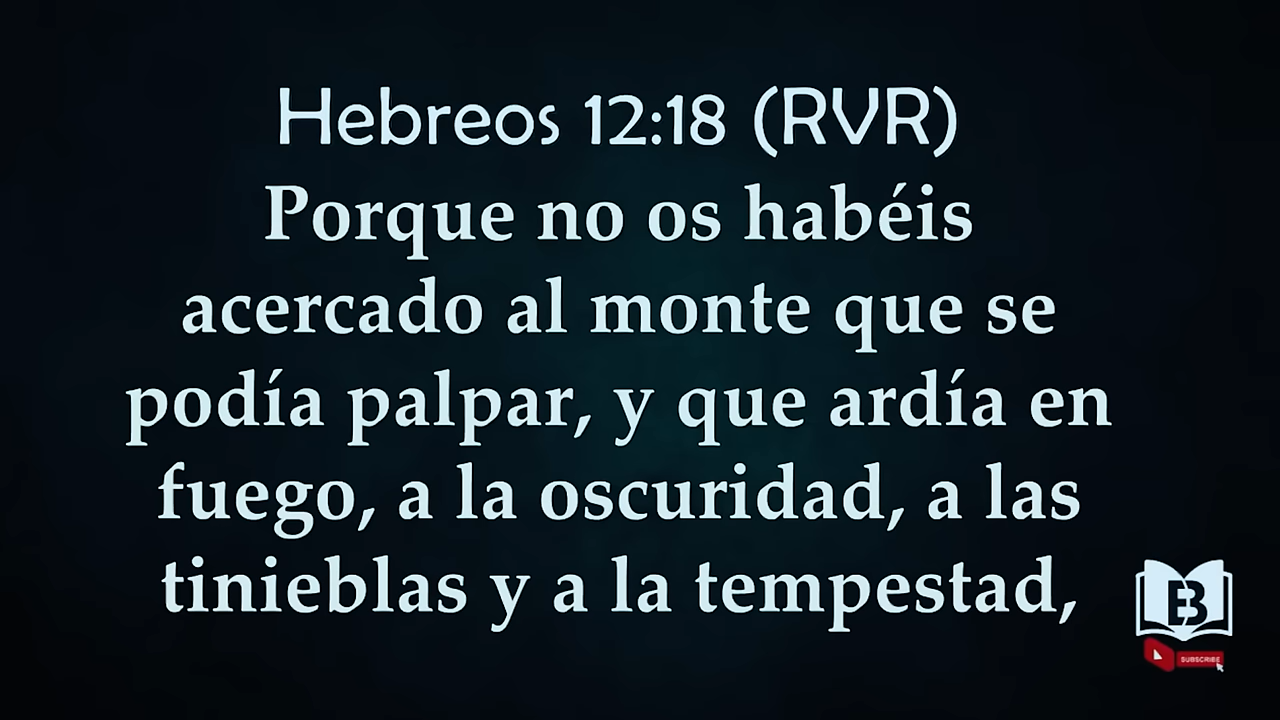 Hebreos 12:18 (RVR)
Porque no os habéis
acercado al monte que se
podía palpar, y que ardía en
fuego, a la oscuridad, a las
tinieblas y a la tempestad,
EB
SUBSCRIBE